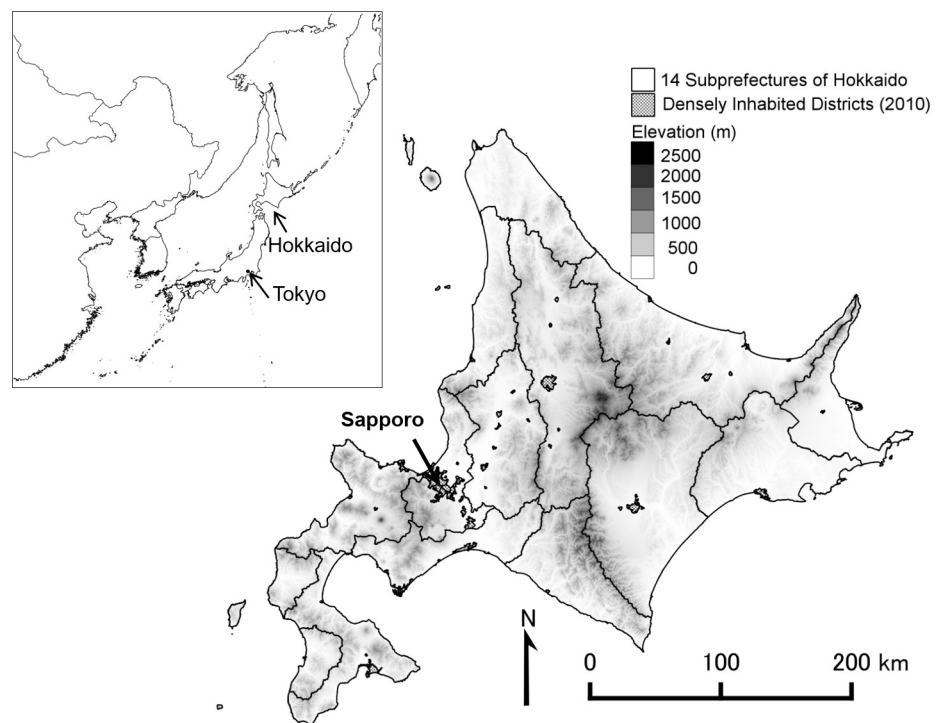 Hokkaido
Tokyo
14 Subprefectures of Hokkaido
Densely Inhabited Districts (2010)
Elevation (m)
2500
2000
1500
1000
500
0
Sapporo
N
0 100 200 km